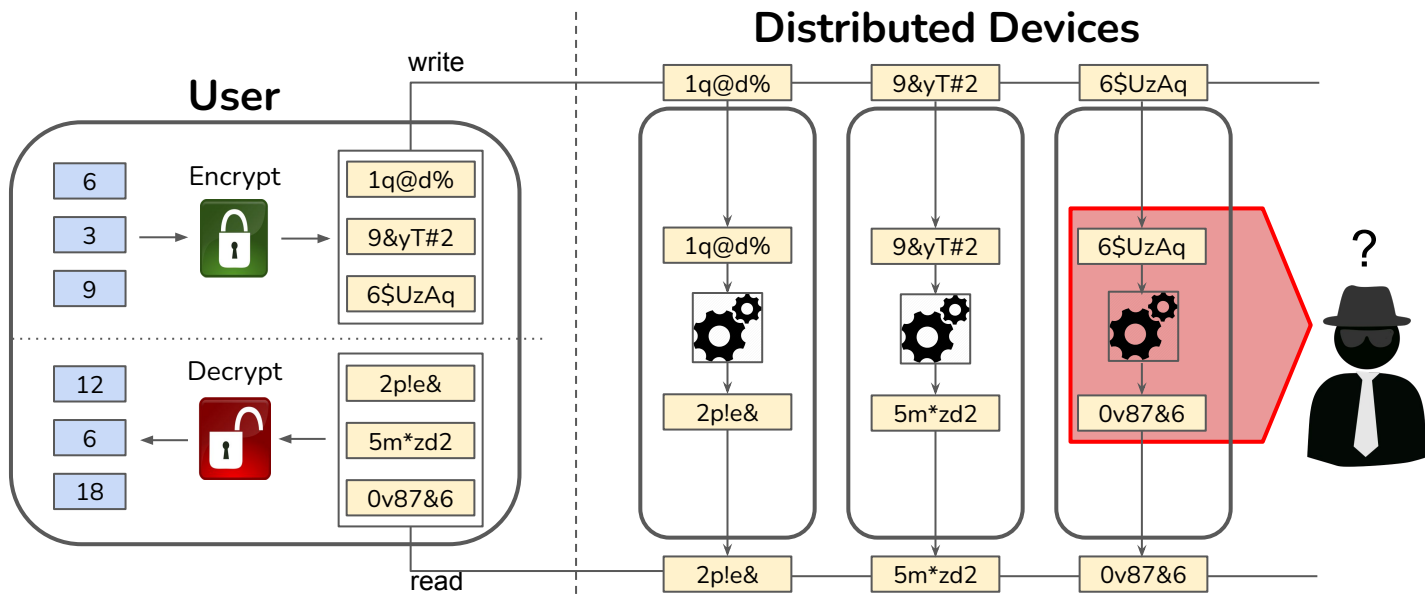 Distributed Devices
User
write
1q@d%
9&yT#2
6$UzAq
6
3
9
Encrypt
1q@d%
9&yT#2
6$UzAq
12
6
18
Decrypt
2p!e&
5m*zd2
0v87&6
read
1q@d%
2p!e&
9&yT#2
5m*zd2
6$UzAq
0v87&6
?
2p!e&
5m*zd2
0v87&6